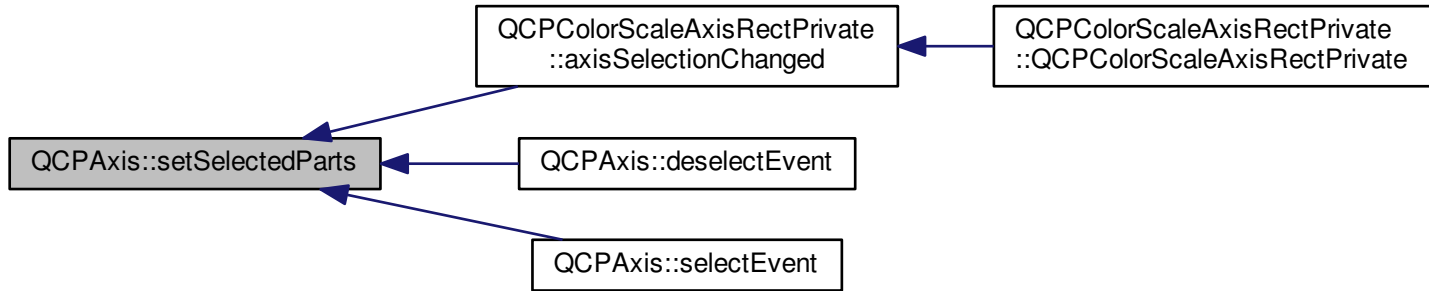 QCPColorScaleAxisRectPrivate
::axisSelectionChanged
QCPColorScaleAxisRectPrivate
::QCPColorScaleAxisRectPrivate
QCPAxis::setSelectedParts
QCPAxis::deselectEvent
QCPAxis::selectEvent